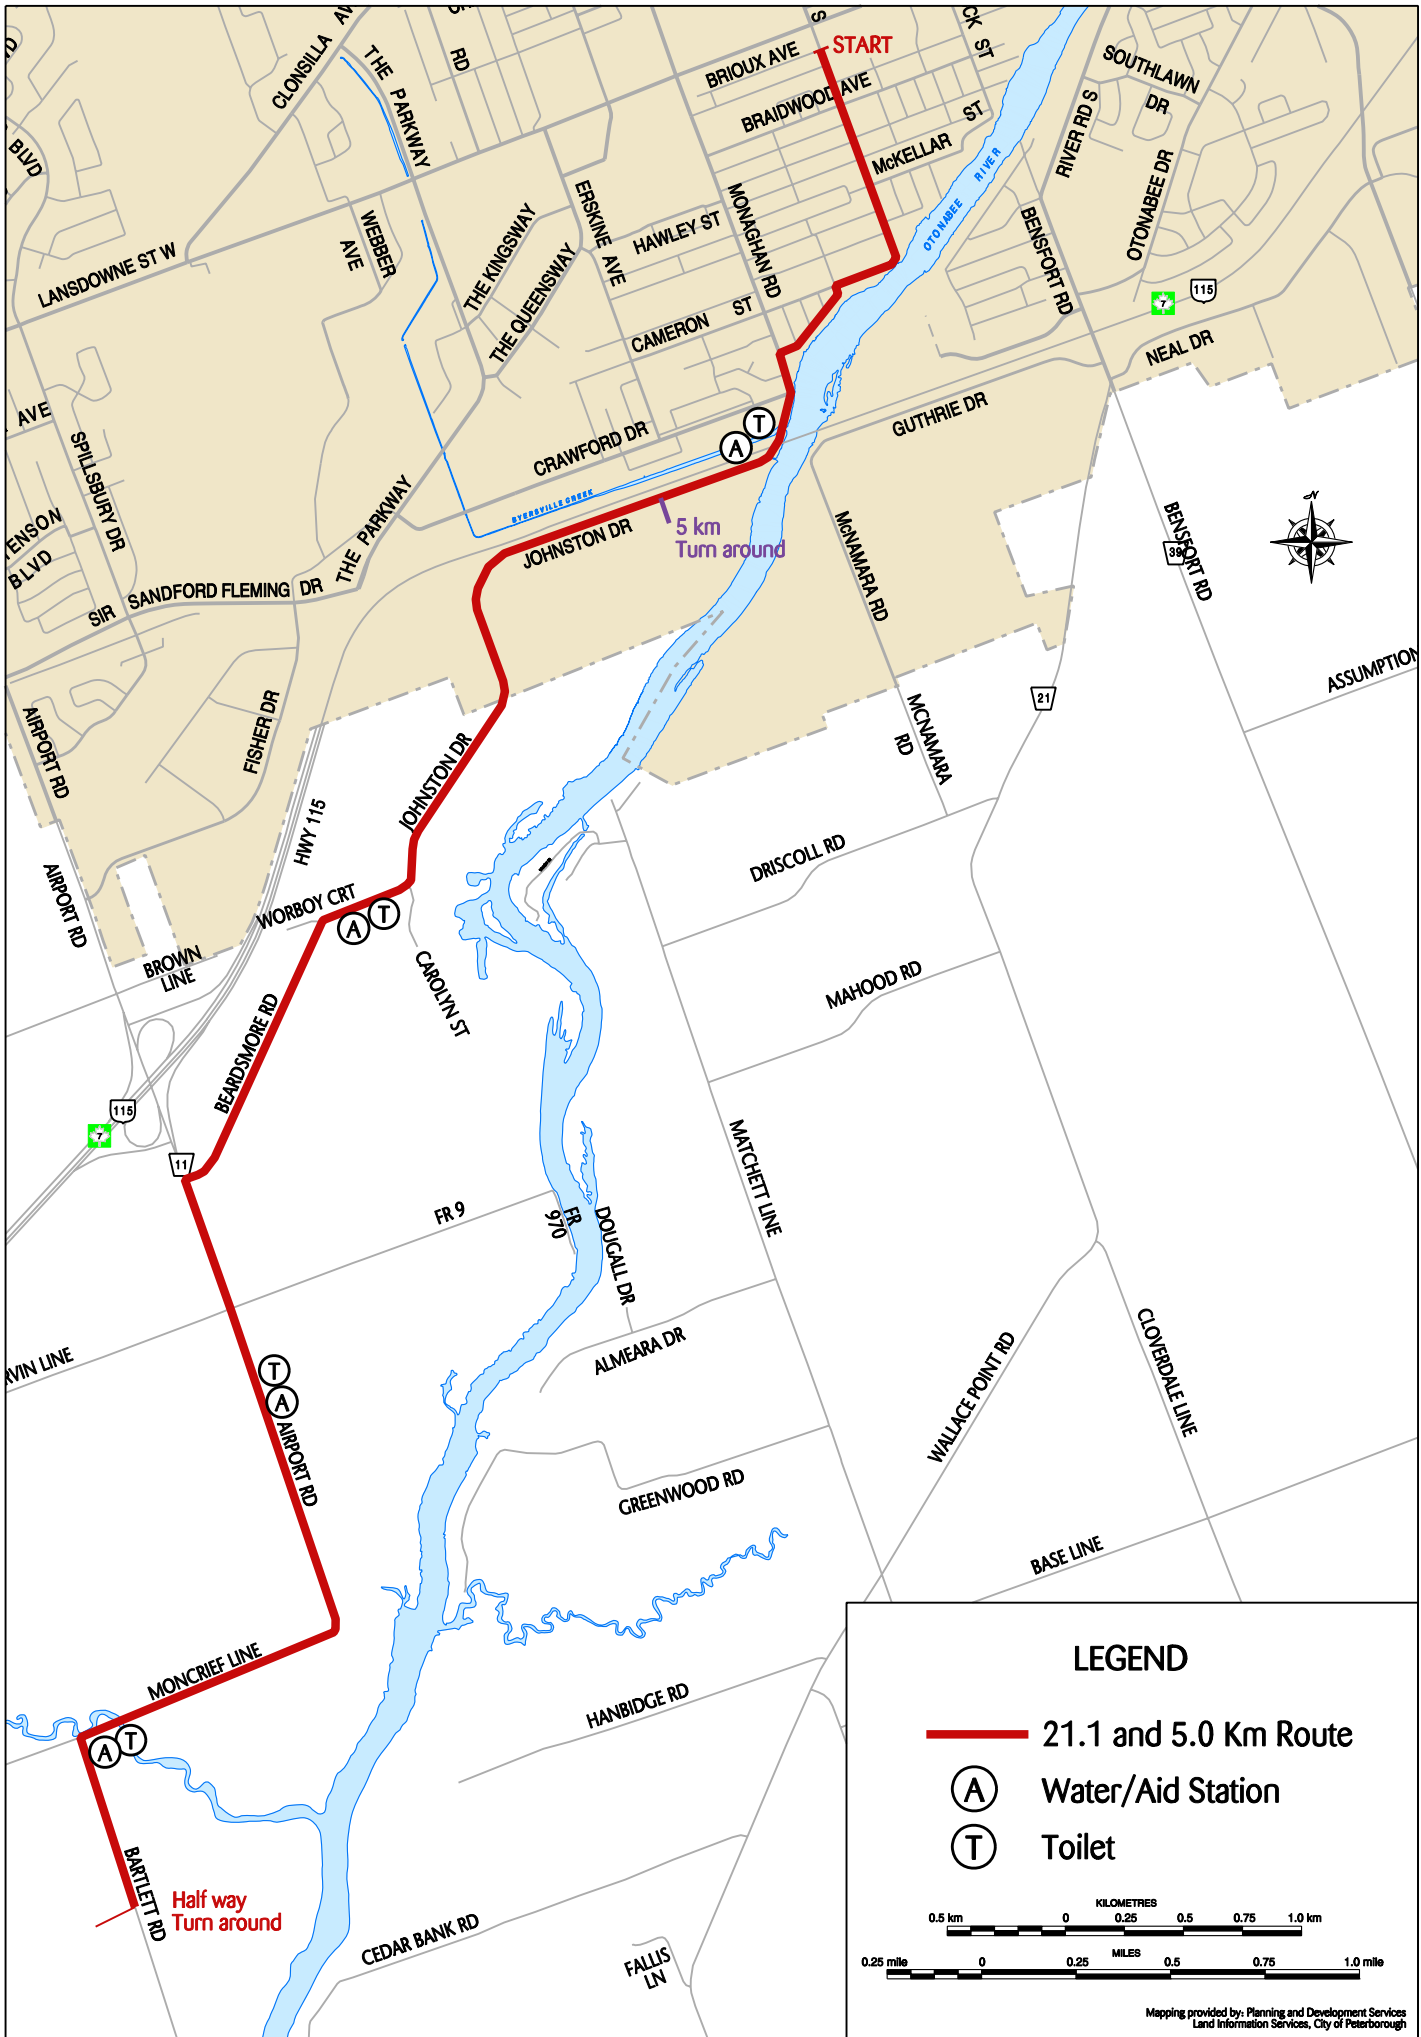 START
BRIOUX AVE
BRAIDWOOD AVE
McKELLAR ST
CLONSILLA AV
THE PARKWAY
RD
S
CK ST
SOUTHLAWN DR
RIVER RD S
OTONABEE DR
BLVD
LANSDOWNE ST W
WEBBER AVE
THE KINGSWAY
THE QUEENSWAY
ERSKINE AVE
HAWLEY ST
MONAGHAN RD
CAMERON ST
OTONABEE RIVER
BENSFORT RD
7
115
NEAL DR
GUTHRIE DR
AVE
SPILLSBURY DR
CRAWFORD DR
T
A
BYERSVILLE CREEK
THE PARKWAY
JOHNSTON DR
5 km
Turn around
TENSON BLVD
SIR SANDFORD FLEMING DR
McNAMARA RD
N
39
BENSFORT RD
ASSUMPTION
21
MCNAMARA RD
AIRPORT RD
FISHER DR
HWY 115
JOHNSTON DR
DRISCOLL RD
AIRPORT RD
WORBOY CRT
A
T
BROWN LINE
CAROLYN ST
MAHOOD RD
BEARDSMORE RD
115
7
11
MATCHETT LINE
FR 9
FR 970
DOUGALL DR
ALMEARA DR
RVIN LINE
T
A
AIRPORT RD
WALLACE POINT RD
CLOVERDALE LINE
GREENWOOD RD
BASE LINE
MONCRIEF LINE
HANBIDGE RD
A
T
BARTLETT RD
Half way
Turn around
CEDAR BANK RD
FALLIS LN
LEGEND
21.1 and 5.0 Km Route
A Water/Aid Station
T Toilet
KILOMETRES
0.5 km 0 0.25 0.5 0.75 1.0 km
MILES
0.25 mile 0 0.25 0.5 0.75 1.0 mile
Mapping provided by: Planning and Development Services
Land Information Services, City of Peterborough